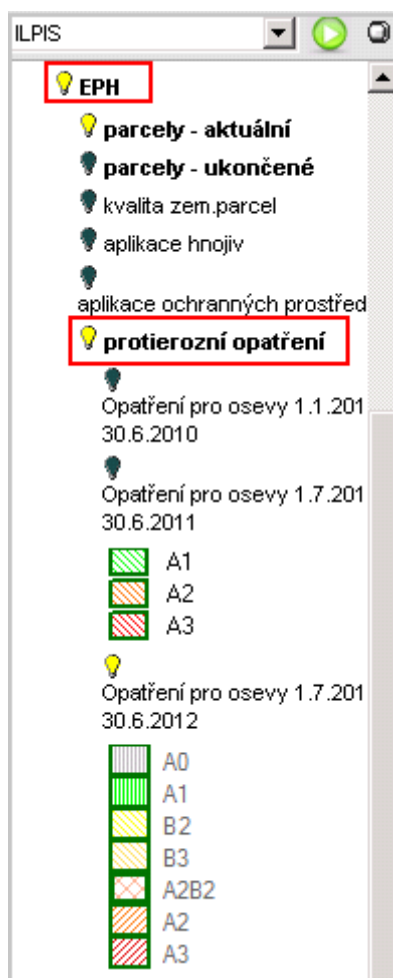 ILPIS
EPH
parcely - aktuální
parcely - ukončené
kvalita zem.parcel
aplikace hnojiv
aplikace ochranných prostřed
protierozní opatření
Opatření pro osevy 1.1.201
30.6.2010
Opatření pro osevy 1.7.201
30.6.2011
A1
A2
A3
Opatření pro osevy 1.7.201
30.6.2012
A0
A1
B2
B3
A2B2
A2
A3